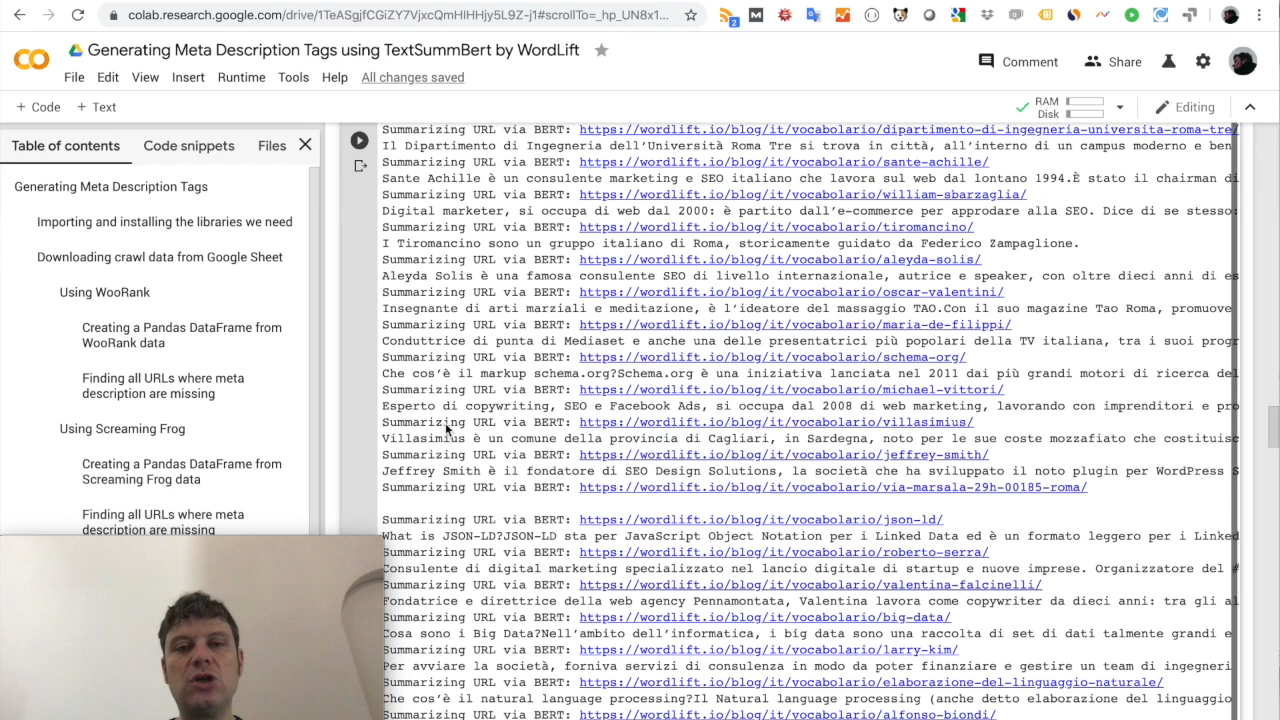 colab.research.google.com/drive/1TeASgjfCGiZY7VjxcQmHIHHjy5L9Z-j1#scrollTo=_hp_UN8x1...
2
CO
Generating Meta Description Tags using TextSummBert by WordLift
Comment
Share
File Edit View Insert Runtime Tools Help All changes saved
+ Code + Text
RAM
Disk
Editing
Table of contents Code snippets Files
Generating Meta Description Tags
Importing and installing the libraries we need
Downloading crawl data from Google Sheet
Using WooRank
Creating a Pandas DataFrame from
WooRank data
Finding all URLs where meta
description are missing
Using Screaming Frog
Creating a Pandas DataFrame from
Screaming Frog data
Finding all URLs where meta
description are missing
Summarizing URL via BERT: https://wordlift.io/blog/it/vocabolario/dipartimento-di-ingegneria-universita-roma-tre/
Il Dipartimento di Ingegneria dell'Università Roma Tre si trova in città, all'interno di un campus moderno e ben
Summarizing URL via BERT: https://wordlift.io/blog/it/vocabolario/sante-achille/
Sante Achille è un consulente marketing e SEO italiano che lavora sul web dal lontano 1994.È stato il chairman di
Summarizing URL via BERT: https://wordlift.io/blog/it/vocabolario/william-sbarzaglia/
Digital marketer, si occupa di web dal 2000: è partito dall'e-commerce per approdare alla SEO. Dice di se stesso:
Summarizing URL via BERT: https://wordlift.io/blog/it/vocabolario/tiromancino/
I Tiromancino sono un gruppo italiano di Roma, storicamente guidato da Federico Zampaglione.
Summarizing URL via BERT: https://wordlift.io/blog/it/vocabolario/aleyda-solis/
Aleyda Solis è una famosa consulente SEO di livello internazionale, autrice e speaker, con oltre dieci anni di es
Summarizing URL via BERT: https://wordlift.io/blog/it/vocabolario/oscar-valentini/
Insegnante di arti marziali e meditazione, è l'ideatore del massaggio TAO.Con il suo magazine Tao Roma, promuove
Summarizing URL via BERT: https://wordlift.io/blog/it/vocabolario/maria-de-filippi/
Conduttrice di punta di Mediaset e anche una delle presentatrici più popolari della TV italiana, tra i suoi progr
Summarizing URL via BERT: https://wordlift.io/blog/it/vocabolario/schema-org/
Che cos'è il markup schema.org?Schema.org è una iniziativa lanciata nel 2011 dai più grandi motori di ricerca del
Summarizing URL via BERT: https://wordlift.io/blog/it/vocabolario/michael-vittori/
Esperto di copywriting, SEO e Facebook Ads, si occupa dal 2008 di web marketing, lavorando con imprenditori e pro
Summarizing URL via BERT: https://wordlift.io/blog/it/vocabolario/villasimius/
Villasimius è un comune della provincia di Cagliari, in Sardegna, noto per le sue coste mozzafiato che costituisc
Summarizing URL via BERT: https://wordlift.io/blog/it/vocabolario/jeffrey-smith/
Jeffrey Smith è il fondatore di SEO Design Solutions, la società che ha sviluppato il noto plugin per WordPress S
Summarizing URL via BERT: https://wordlift.io/blog/it/vocabolario/via-marsala-29h-00185-roma/
Summarizing URL via BERT: https://wordlift.io/blog/it/vocabolario/json-ld/
What is JSON-LD?JSON-LD sta per JavaScript Object Notation per i Linked Data ed è un formato leggero per i Linked
Summarizing URL via BERT: https://wordlift.io/blog/it/vocabolario/roberto-serra/
Consulente di digital marketing specializzato nel lancio digitale di startup e nuove imprese. Organizzatore del #
Summarizing URL via BERT: https://wordlift.io/blog/it/vocabolario/valentina-falcinelli/
Fondatrice e direttrice della web agency Pennamontata, Valentina lavora come copywriter da dieci anni: tra gli al
Summarizing URL via BERT: https://wordlift.io/blog/it/vocabolario/big-data/
Cosa sono i Big Data?Nell'ambito dell'informatica, i big data sono una raccolta di set di dati talmente grandi e
Summarizing URL via BERT: https://wordlift.io/blog/it/vocabolario/larry-kim/
Per avviare la società, forniva servizi di consulenza in modo da poter finanziare e gestire un team di ingegneri
Summarizing URL via BERT: https://wordlift.io/blog/it/vocabolario/elaborazione-del-linguaggio-naturale/
Che cos'è il natural language processing?Il Natural language processing (anche detto elaborazione del linguaggio
Summarizing URL via BERT: https://wordlift.io/blog/it/vocabolario/alfonso-biondi/